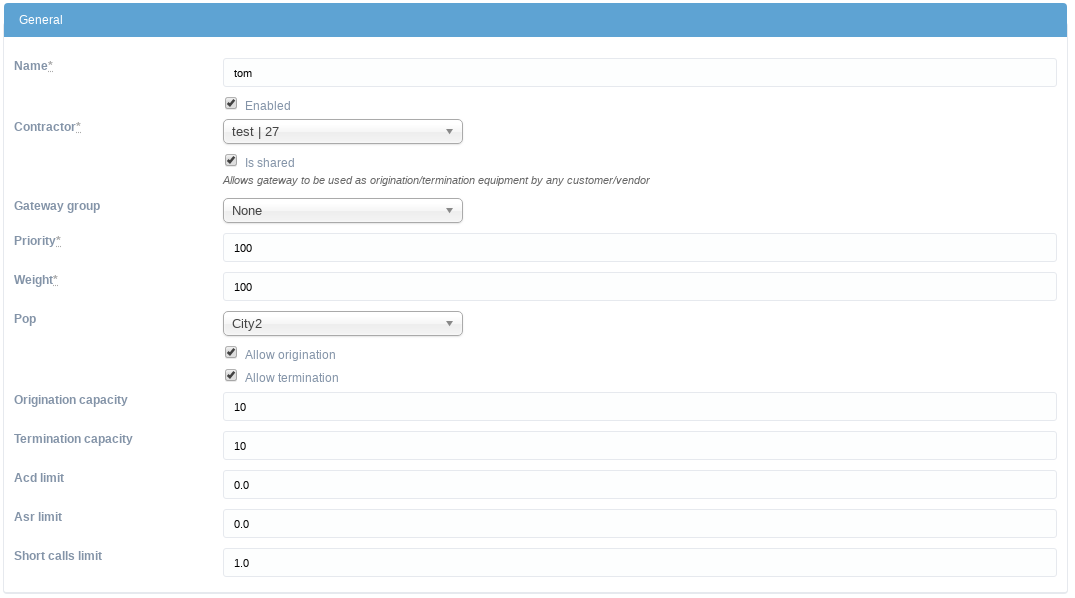 General
Name*
tom
Enabled
Contractor*
test | 27
Is shared
Allows gateway to be used as origination/termination equipment by any customer/vendor
Gateway group
None
Priority*
100
Weight*
100
Pop
City2
Allow origination
Allow termination
Origination capacity
10
Termination capacity
10
Acd limit
0.0
Asr limit
0.0
Short calls limit
1.0